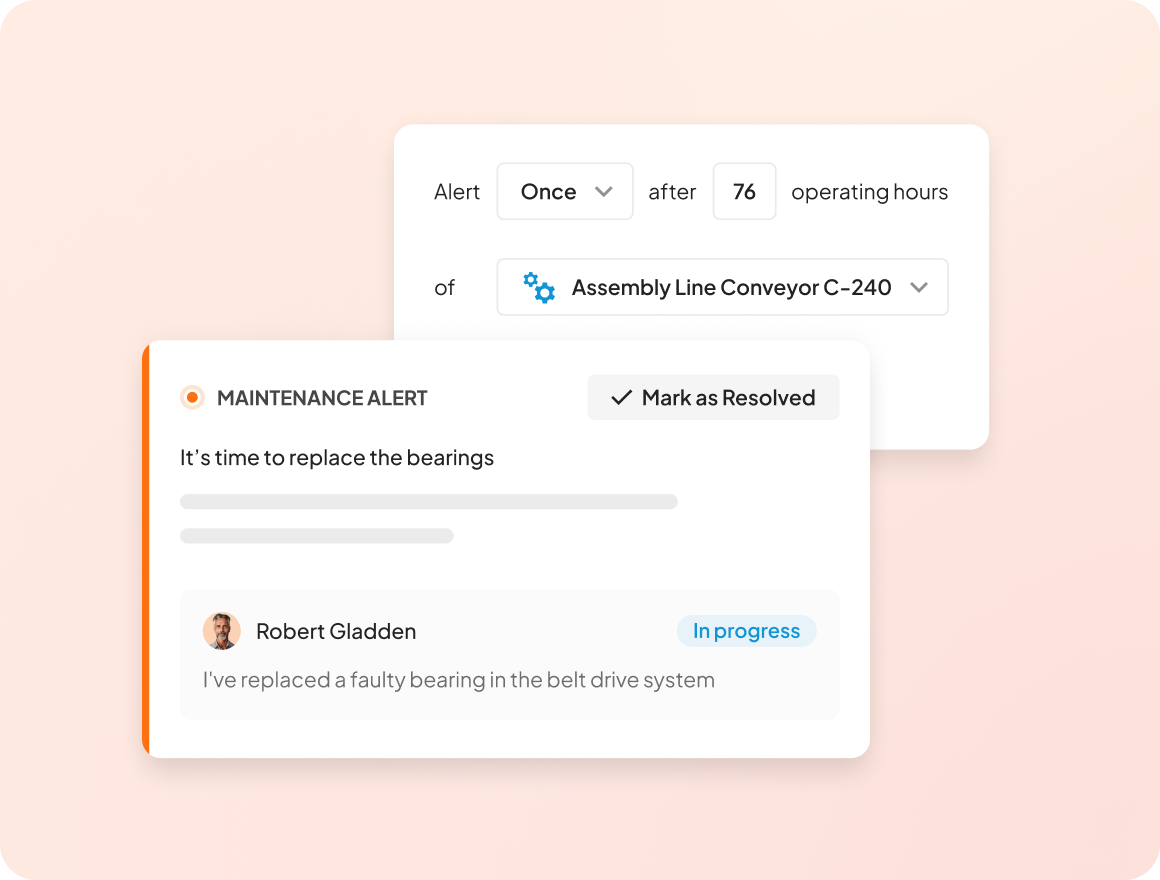 Alert Once after 76 operating hours
of Assembly Line Conveyor C-240
MAINTENANCE ALERT Mark as Resolved
It’s time to replace the bearings
Robert Gladden In progress
I've replaced a faulty bearing in the belt drive system